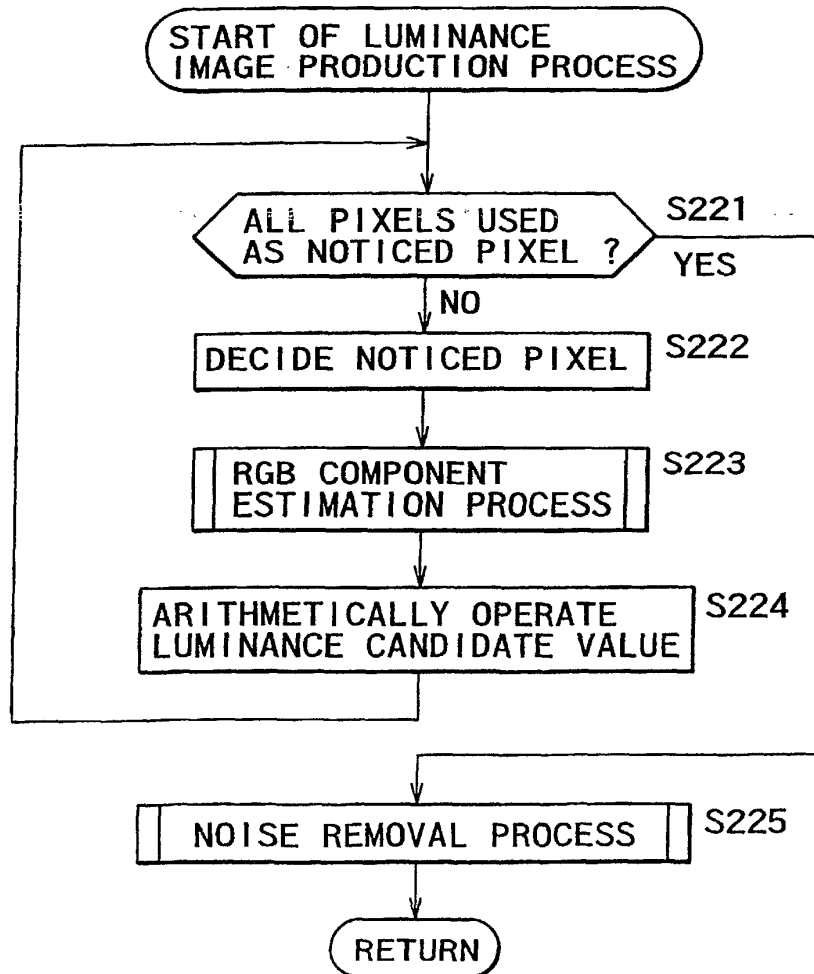 START OF LUMINANCE
IMAGE PRODUCTION PROCESS
ALL PIXELS USED
AS NOTICED PIXEL ?
S221
YES
NO
DECIDE NOTICED PIXEL
S222
RGB COMPONENT
ESTIMATION PROCESS
S223
ARITHMETICALLY OPERATE
LUMINANCE CANDIDATE VALUE
S224
NOISE REMOVAL PROCESS
S225
RETURN